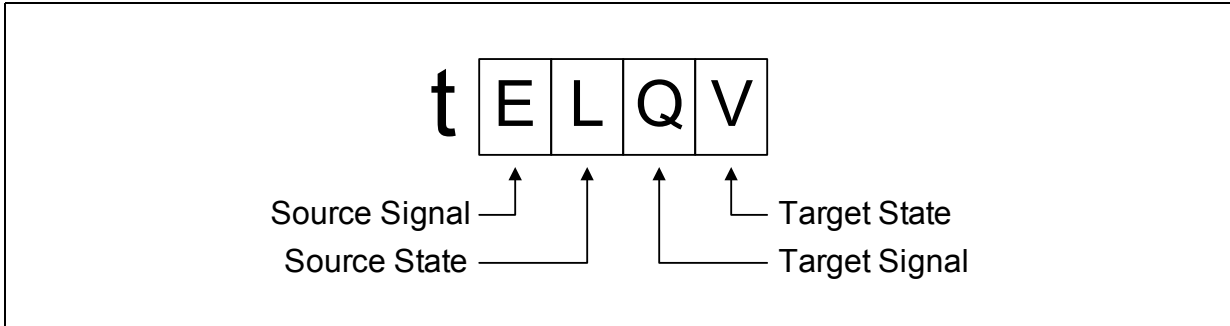 t E L Q V
Source Signal Target State
Source State Target Signal